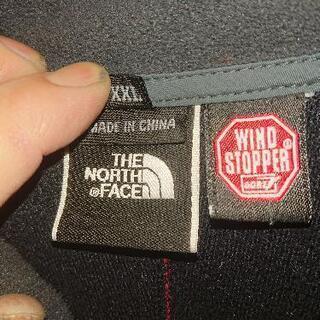 XXL
MADE IN CHINA
THE
NORTH
®FACE
WIND
STOPPER®
GORE